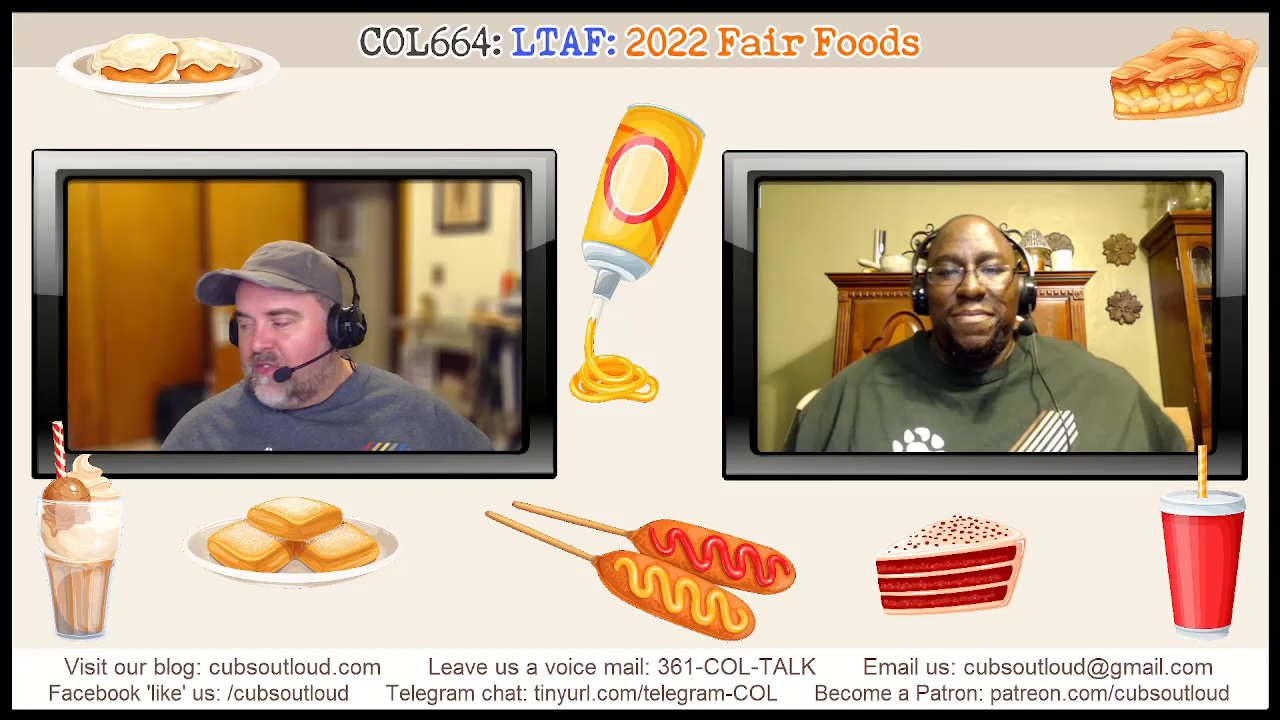 COL664: LTAF: 2022 Fair Foods
Visit our blog: cubsoutloud.com Leave us a voice mail: 361-COL-TALK Email us: cubsoutloud@gmail.com
Facebook 'like' us: /cubsoutloud Telegram chat: tinyurl.com/telegram-COL Become a Patron: patreon.com/cubsoutloud